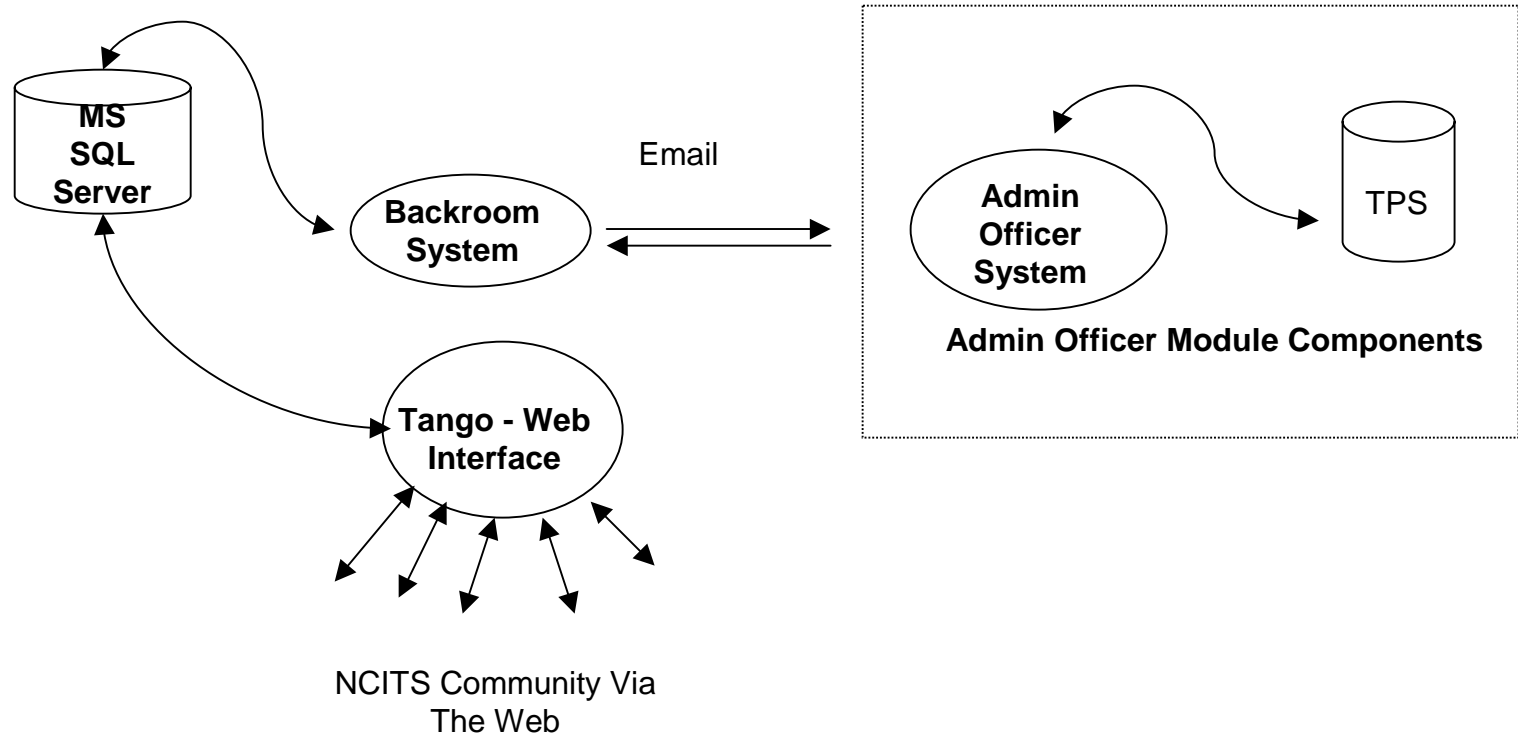 MS
SQL
Server
Backroom
System
Email
Admin
Officer
System
TPS
Admin Officer Module Components
Tango - Web
Interface
NCITS Community Via
The Web